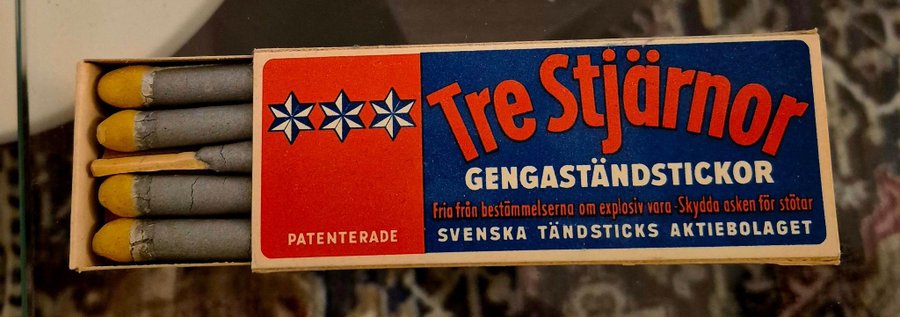 Tre Stjärnor
GENGASTÄNDSTICKOR
Fria från bestämmelserna om explosiv vara - Skydda asken för stötar
PATENTERADE
SVENSKA TÄNDSTICKS AKTIEBOLAGET